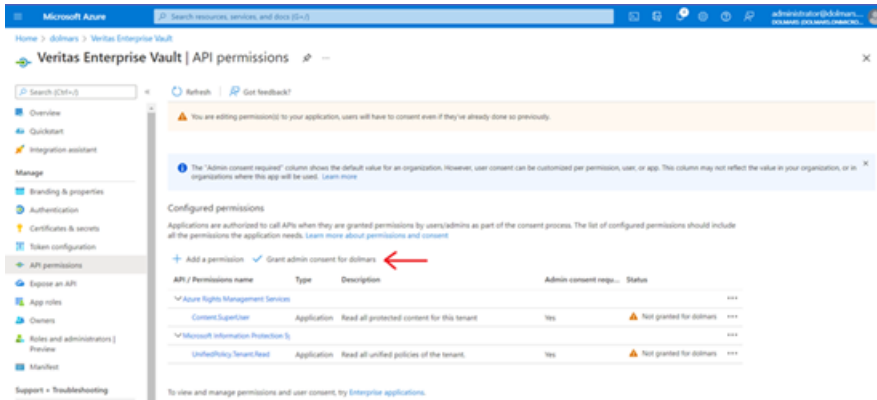 Microsoft Azure
Search resources, services, and docs (G+/)
administrator@dolmars...
DOLMARS (DOLMARS.ONMICRO...
Home > dolmars > Veritas Enterprise Vault
Veritas Enterprise Vault | API permissions
Search (Ctrl+/)
Refresh
Got feedback?
Overview
Quickstart
Integration assistant
Manage
Branding & properties
Authentication
Certificates & secrets
Token configuration
API permissions
Expose an API
App roles
Owners
Roles and administrators |
Preview
Manifest
Support + Troubleshooting
You are editing permission(s) to your application, users will have to consent even if they've already done so previously.
The "Admin consent required" column shows the default value for an organization. However, user consent can be customized per permission, user, or app. This column may not reflect the value in your organization, or in
organizations where this app will be used. Learn more
Configured permissions
Applications are authorized to call APIs when they are granted permissions by users/admins as part of the consent process. The list of configured permissions should include
all the permissions the application needs. Learn more about permissions and consent
Add a permission
Grant admin consent for dolmars
API / Permissions name Type Description Admin consent requ... Status
Azure Rights Management Services
Content.SuperUser Application Read all protected content for this tenant Yes Not granted for dolmars
Microsoft Information Protection Sy
UnifiedPolicy.Tenant.Read Application Read all unified policies of the tenant. Yes Not granted for dolmars
To view and manage permissions and user consent, try Enterprise applications.